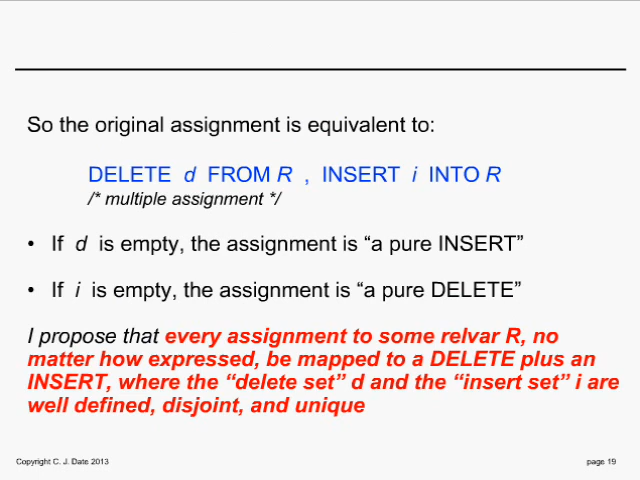 So the original assignment is equivalent to:
DELETE d FROM R , INSERT i INTO R
/* multiple assignment */
• If d is empty, the assignment is “a pure INSERT”
• If i is empty, the assignment is “a pure DELETE”
I propose that every assignment to some relvar R, no
matter how expressed, be mapped to a DELETE plus an
INSERT, where the “delete set” d and the “insert set” i are
well defined, disjoint, and unique
Copyright C. J. Date 2013 page 19